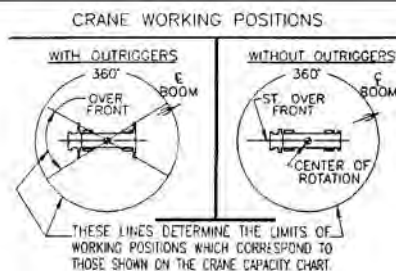 CRANE WORKING POSITIONS
WITH OUTRIGGERS
360°
℄
BOOM
OVER
FRONT
WITHOUT OUTRIGGERS
360°
℄
BOOM
ST. OVER
FRONT
CENTER OF
ROTATION
THESE LINES DETERMINE THE LIMITS OF
WORKING POSITIONS WHICH CORRESPOND TO
THOSE SHOWN ON THE CRANE CAPACITY CHART.